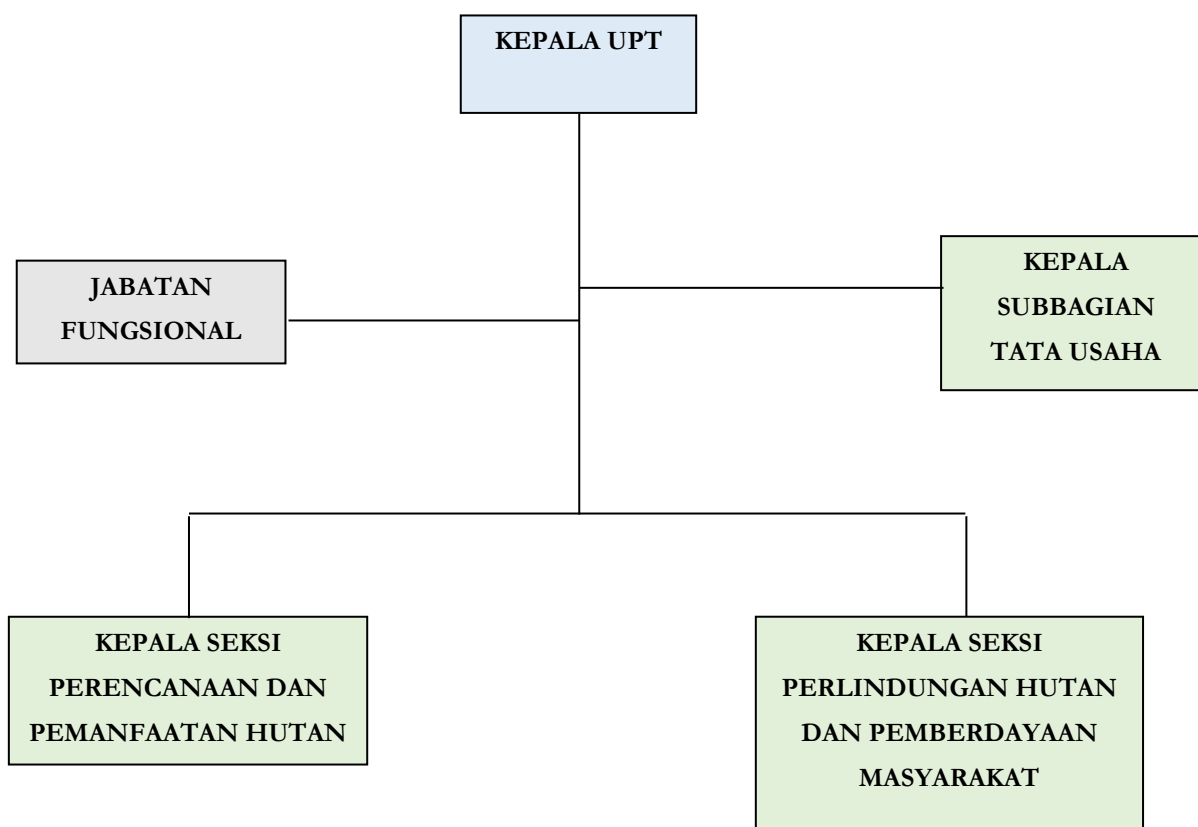 KEPALA UPT
JABATAN
FUNGSIONAL
KEPALA
SUBBAGIAN
TATA USAHA
KEPALA SEKSI
PERENCANAAN DAN
PEMANFAATAN HUTAN
KEPALA SEKSI
PERLINDUNGAN HUTAN
DAN PEMBERDAYAAN
MASYARAKAT